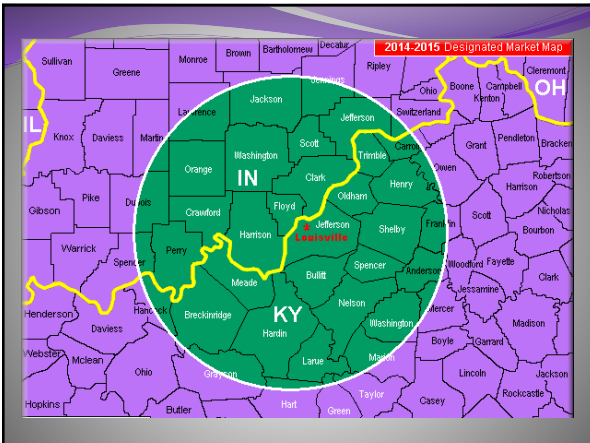 2014-2015 Designated Market Map
Sullivan
Greene
Monroe
Brown
Bartholomew
Decatur
Jennings
Ripley
Ohio
Boone
Campbell
Kenton
Cleremont
OH
IL
Knox
Daviess
Martin
Lawrence
Jackson
Jefferson
Switzerland
Carroll
Owen
Grant
Pendleton
Bracken
Washington
Scott
Trimble
IN
Orange
Clark
Henry
Harrison
Robertson
Gibson
Pike
Dubois
Crawford
Floyd
Oldham
Jefferson
Louisville
Shelby
Franklin
Scott
Nicholas
Bourbon
Warrick
Spencer
Perry
Harrison
Meade
Bullitt
Spencer
Anderson
Woodford
Fayette
Clark
Jessamine
Henderson
Daviess
Hancock
Breckinridge
KY
Hardin
Nelson
Washington
Mercer
Madison
Boyle
Garrard
Webster
Mclean
Ohio
Grayson
Larue
Marion
Lincoln
Rockcastle
Hopkins
Butler
Hart
Green
Taylor
Casey